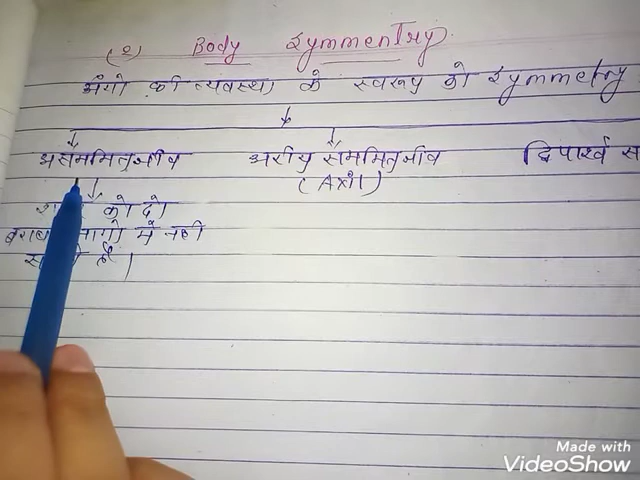 (2) Body Symmentry.
अंगो की व्यवस्था के स्वरूप को symmetry
असममितजीव अरीय सममितजीव द्विपार्श्व स
(Axil)
को दो
में नही
है।
Made with
VideoShow